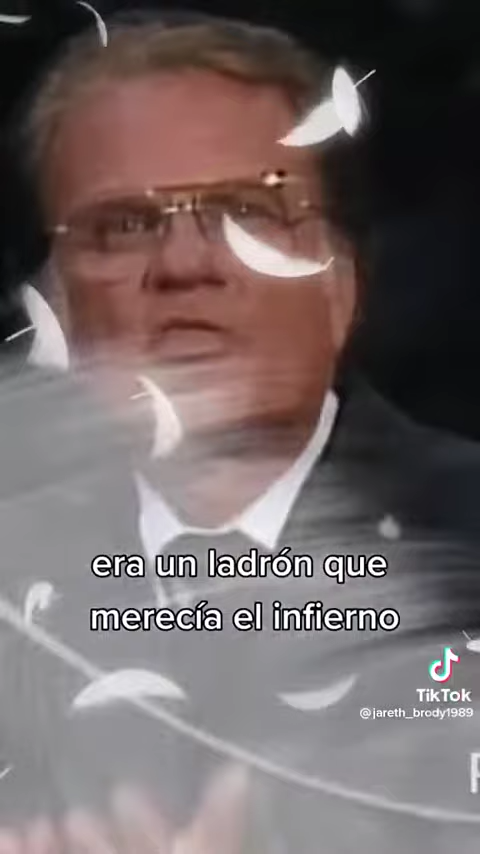 era un ladrón que
merecía el infierno
TikTok
@jareth_brody1989